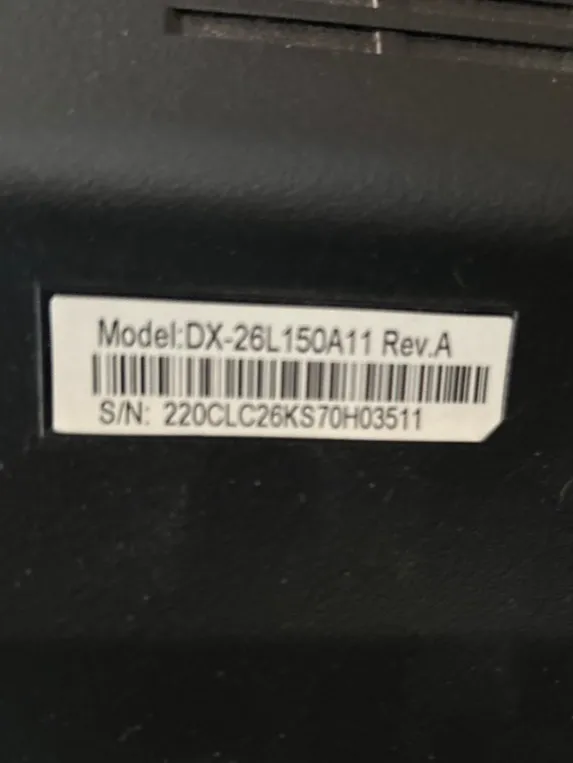 Model:DX-26L150A11 Rev.A
S/N: 220CLC26KS70H03511